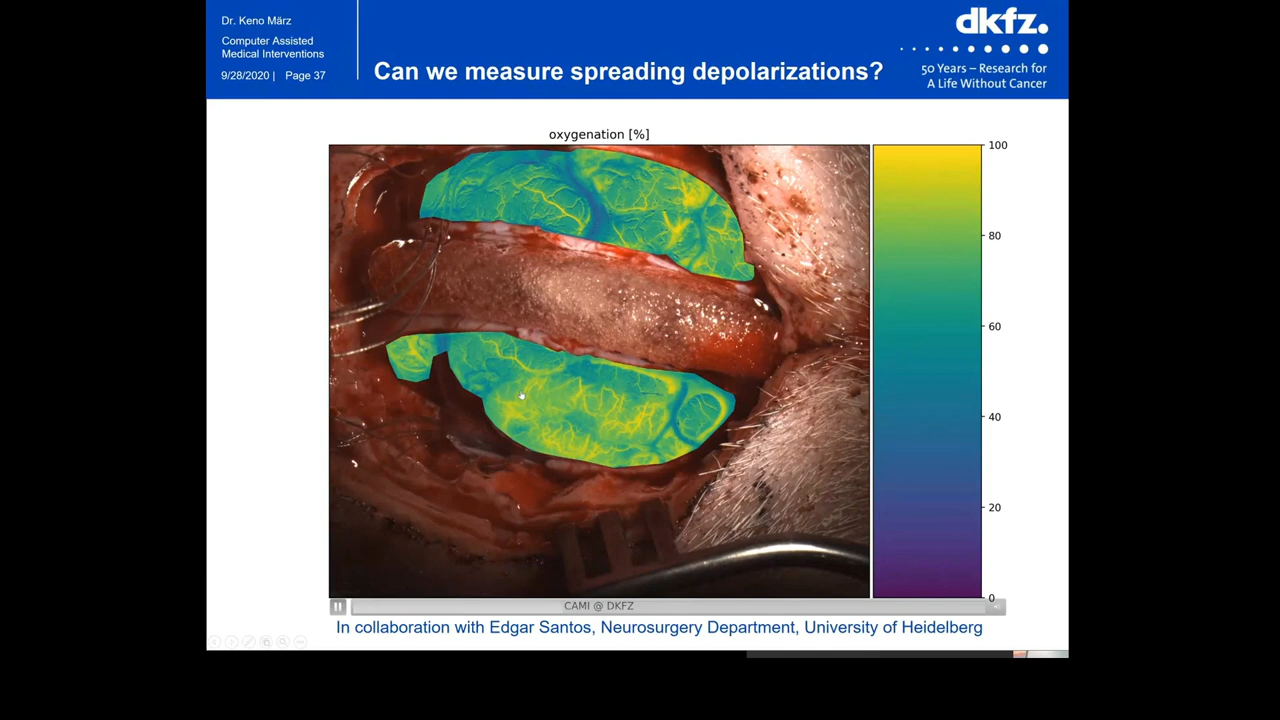 Dr. Keno März
Computer Assisted
Medical Interventions
9/28/2020 | Page 37
Can we measure spreading depolarizations?
dkfz.
50 Years – Research for
A Life Without Cancer
oxygenation [%]
100
80
60
40
20
0
CAMI @ DKFZ
In collaboration with Edgar Santos, Neurosurgery Department, University of Heidelberg